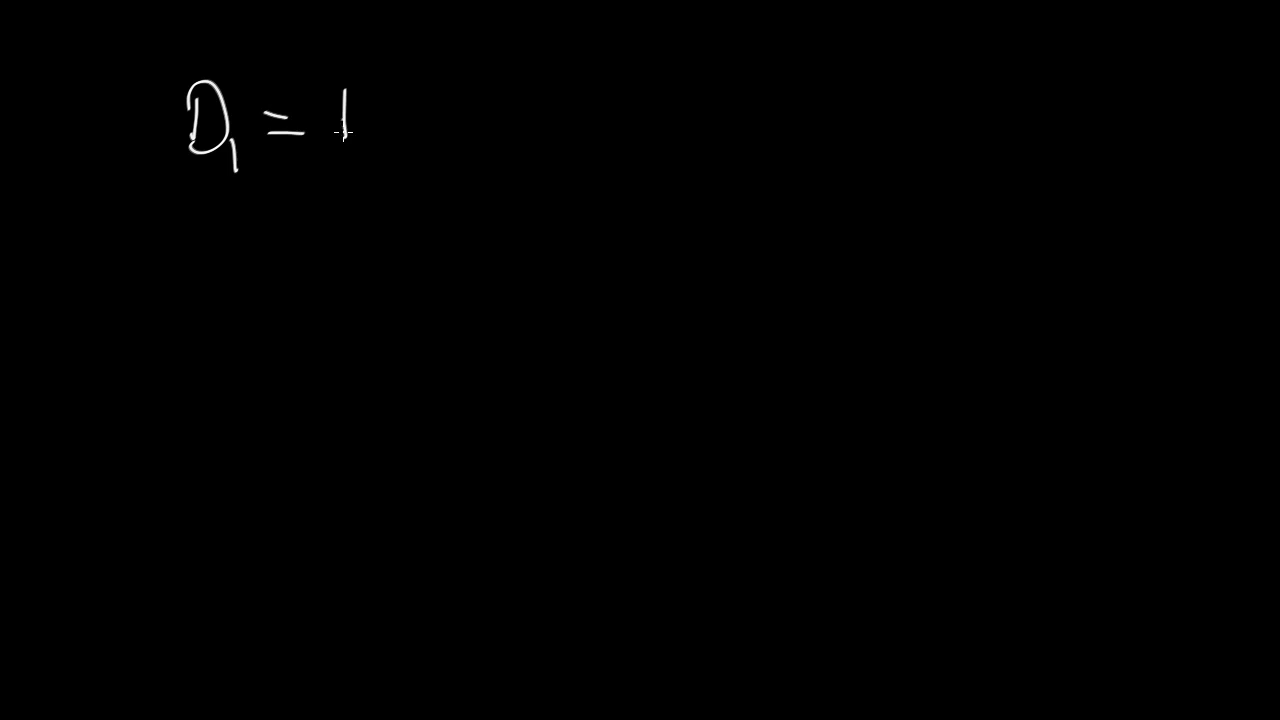 D₁ = 1